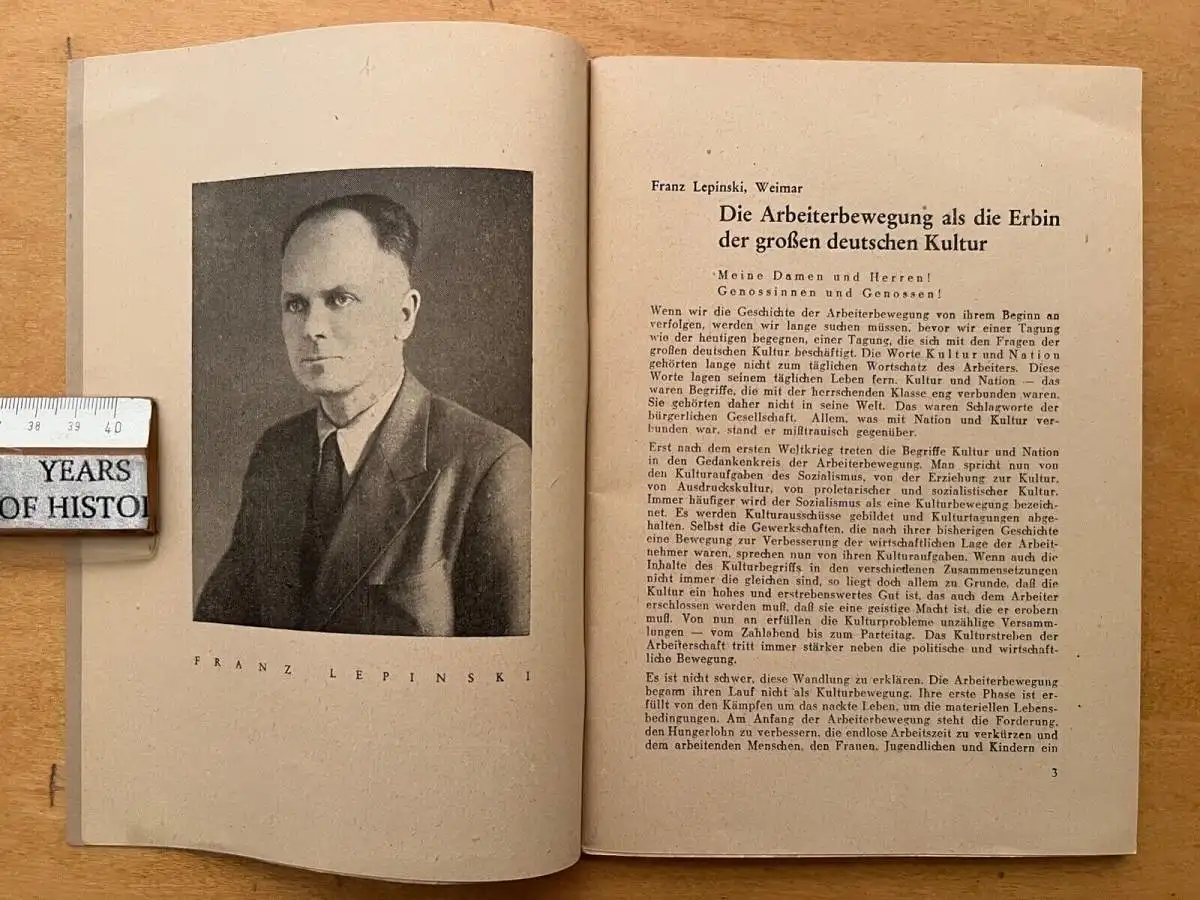 38 39 40
YEARS
OF HISTO
FRANZ LEPINSKI
Franz Lepinski, Weimar
Die Arbeiterbewegung als die Erbin
der großen deutschen Kultur
Meine Damen und Herren!
Genossinnen und Genossen!
Wenn wir die Geschichte der Arbeiterbewegung von ihrem Beginn an
verfolgen, werden wir lange suchen müssen, bevor wir einer Tagung
wie der heutigen begegnen, einer Tagung, die sich mit den Fragen der
großen deutschen Kultur beschäftigt. Die Worte Kultur und Nation
gehörten lange nicht zum täglichen Wortschatz des Arbeiters. Diese
Worte lagen seinem täglichen Leben fern. Kultur und Nation — das
waren Begriffe, die mit der herrschenden Klasse eng verbunden waren.
Sie gehörten daher nicht in seine Welt. Das waren Schlagworte der
bürgerlichen Gesellschaft. Allem, was mit Nation und Kultur ver-
bunden war, stand er mißtrauisch gegenüber.
Erst nach dem ersten Weltkrieg treten die Begriffe Kultur und Nation
in den Gedankenkreis der Arbeiterbewegung. Man spricht nun von
den Kulturaufgaben des Sozialismus, von der Erziehung zur Kultur,
von Ausdruckskultur, von proletarischer und sozialistischer Kultur.
Immer häufiger wird der Sozialismus als eine Kulturbewegung bezeich-
net. Es werden Kulturausschüsse gebildet und Kulturtagungen abge-
halten. Selbst die Gewerkschaften, die nach ihrer bisherigen Geschichte
eine Bewegung zur Verbesserung der wirtschaftlichen Lage der Arbeit-
nehmer waren, sprechen nun von ihren Kulturaufgaben. Wenn auch die
Inhalte des Kulturbegriffs in den verschiedenen Zusammensetzungen
nicht immer die gleichen sind, so liegt doch allem zu Grunde, daß die
Kultur ein hohes und erstrebenswertes Gut ist, das auch dem Arbeiter
erschlossen werden muß, daß sie eine geistige Macht ist, die er erobern
muß. Von nun an erfüllen die Kulturprobleme unzählige Versamm-
lungen — vom Zahlabend bis zum Parteitag. Das Kulturstreben der
Arbeiterschaft tritt immer stärker neben die politische und wirtschaft-
liche Bewegung.
Es ist nicht schwer, diese Wandlung zu erklären. Die Arbeiterbewegung
begann ihren Lauf nicht als Kulturbewegung. Ihre erste Phase ist er-
füllt von den Kämpfen um das nackte Leben, um die materiellen Lebens-
bedingungen. Am Anfang der Arbeiterbewegung steht die Forderung,
den Hungerlohn zu verbessern, die endlose Arbeitszeit zu verkürzen und
dem arbeitenden Menschen, den Frauen, Jugendlichen und Kindern ein
3